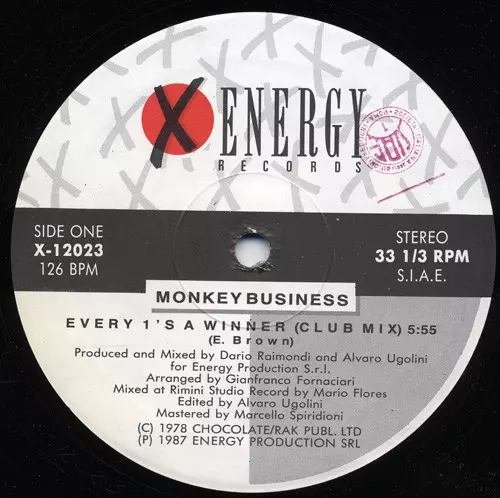 X ENERGY
RECORDS
SIDE ONE
X-12023
126 BPM
STEREO
33 1/3 RPM
S.I.A.E.
MONKEY BUSINESS
EVERY 1'S A WINNER (CLUB MIX) 5:55
(E. Brown)
Produced and Mixed by Dario Raimondi and Alvaro Ugolini
for Energy Production S.r.l.
Arranged by Gianfranco Fornaciari
Mixed at Rimini Studio Record by Mario Flores
Edited by Alvaro Ugolini
Mastered by Marcello Spiridioni
(C) 1978 CHOCOLATE/RAK PUBL. LTD
(P) 1987 ENERGY PRODUCTION SRL